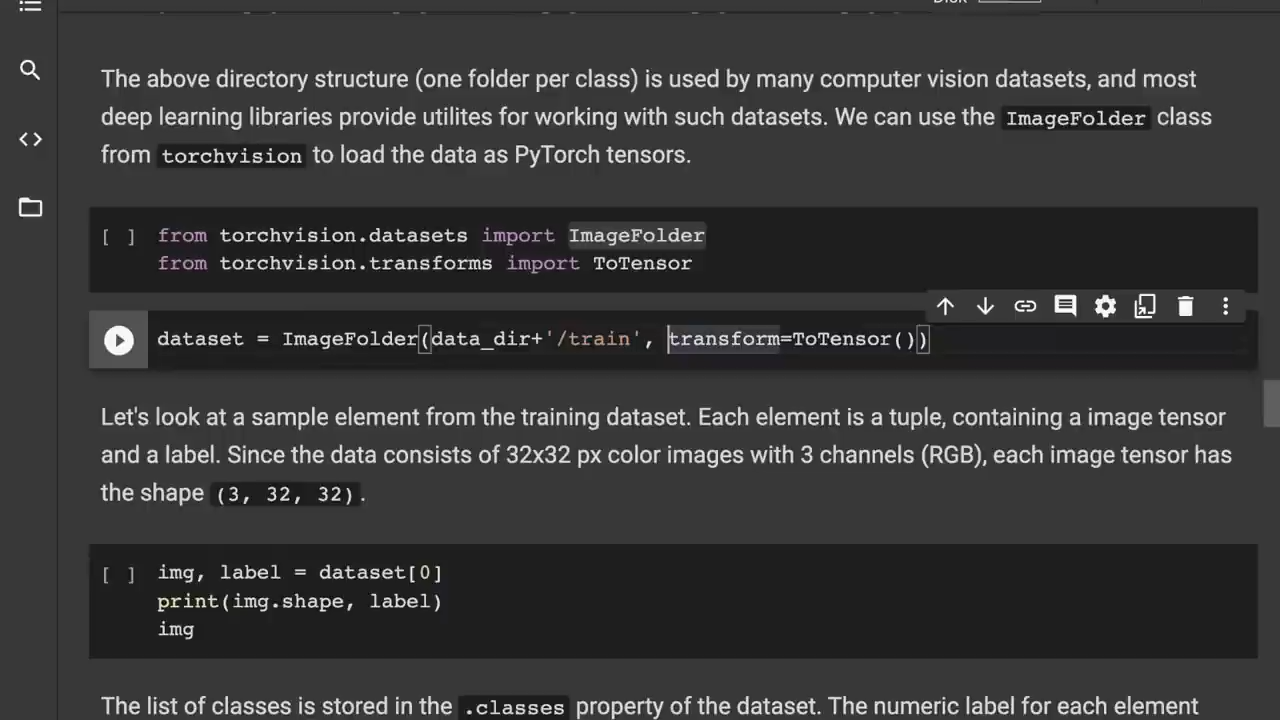 Disk
The above directory structure (one folder per class) is used by many computer vision datasets, and most
deep learning libraries provide utilites for working with such datasets. We can use the ImageFolder class
from torchvision to load the data as PyTorch tensors.
[ ] from torchvision.datasets import ImageFolder
from torchvision.transforms import ToTensor
dataset = ImageFolder(data_dir+'/train', transform=ToTensor())
Let's look at a sample element from the training dataset. Each element is a tuple, containing a image tensor
and a label. Since the data consists of 32x32 px color images with 3 channels (RGB), each image tensor has
the shape (3, 32, 32).
[ ] img, label = dataset[0]
print(img.shape, label)
img
The list of classes is stored in the .classes property of the dataset. The numeric label for each element